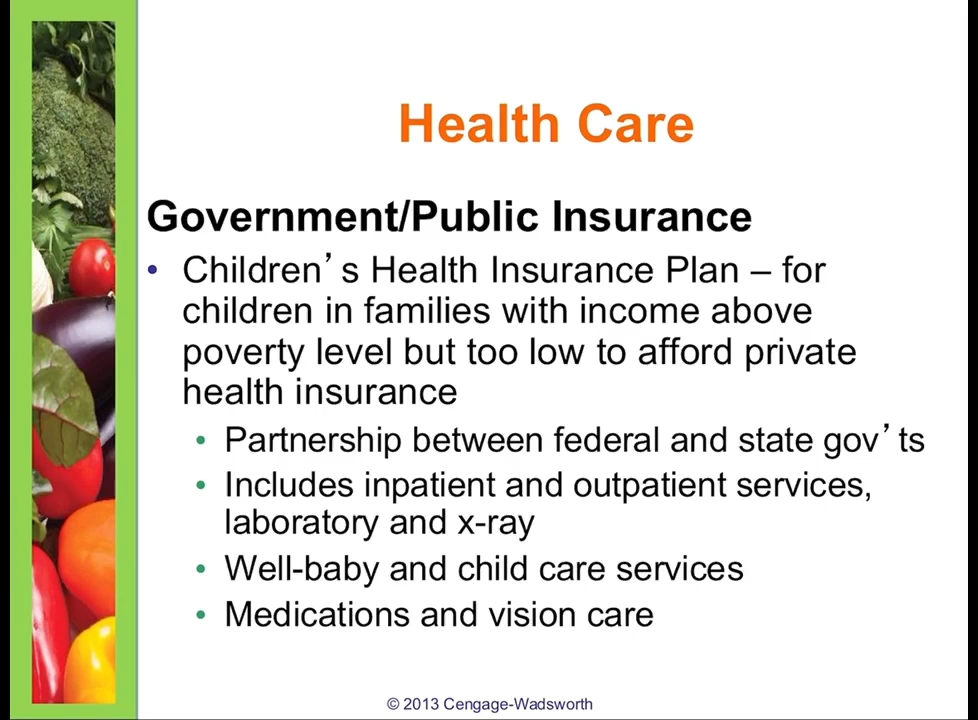 Health Care
Government/Public Insurance
• Children’s Health Insurance Plan – for
children in families with income above
poverty level but too low to afford private
health insurance
• Partnership between federal and state gov’ts
• Includes inpatient and outpatient services,
laboratory and x-ray
• Well-baby and child care services
• Medications and vision care
© 2013 Cengage-Wadsworth